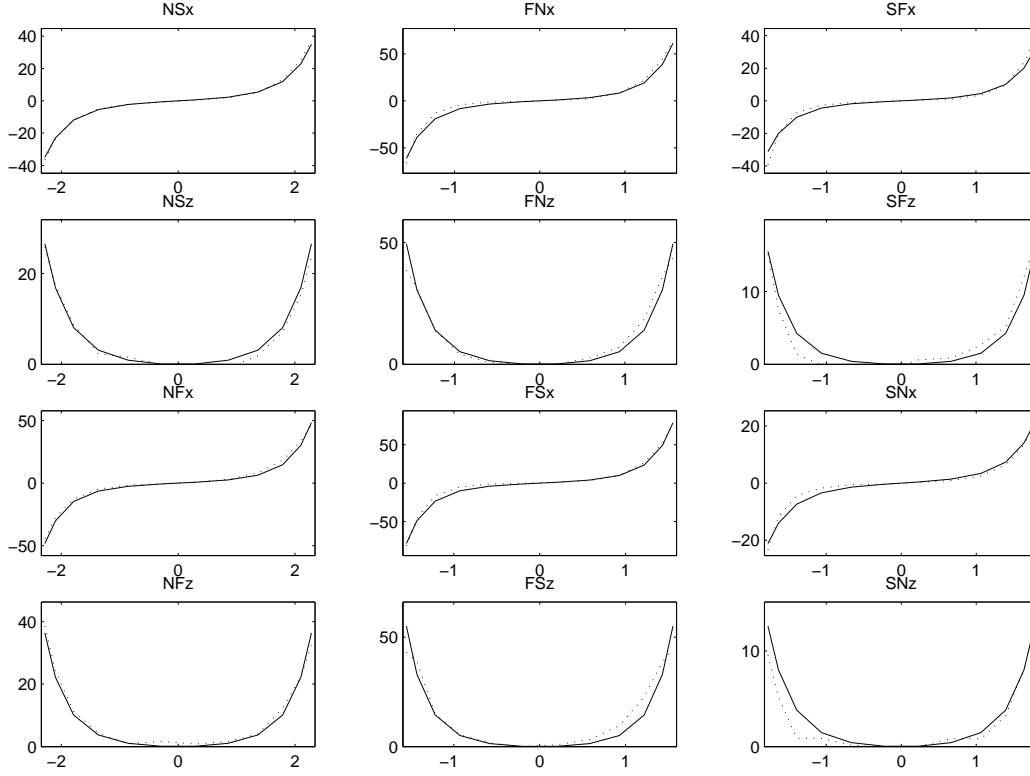 NSx FNx SFx
40 20 0 −20 −40 50 0 −50 40 20 0 −20 −40
−2 0 2 −1 0 1 −1 0 1
NSz FNz SFz
20 0 50 0 10 0
−2 0 2 −1 0 1 −1 0 1
NFx FSx SNx
50 0 −50 50 0 −50 20 0 −20
−2 0 2 −1 0 1 −1 0 1
NFz FSz SNz
40 20 0 50 0 10 0
−2 0 2 −1 0 1 −1 0 1